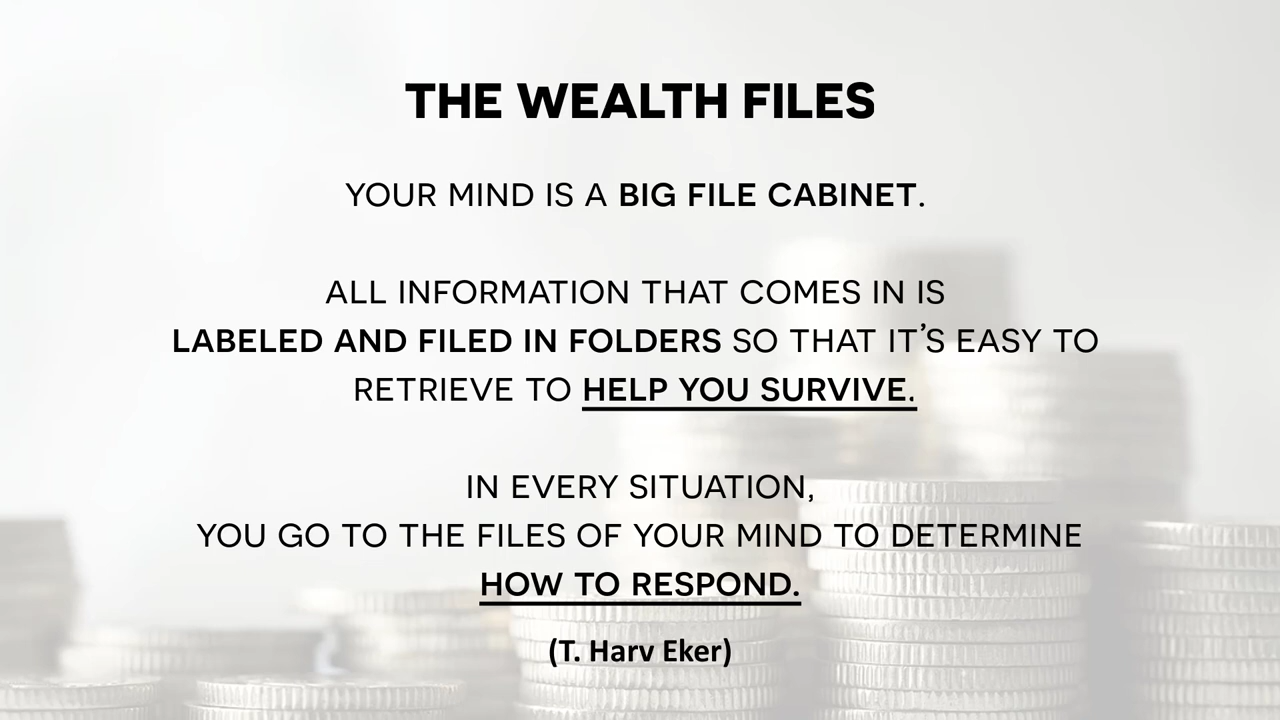 THE WEALTH FILES
YOUR MIND IS A BIG FILE CABINET.
ALL INFORMATION THAT COMES IN IS
LABELED AND FILED IN FOLDERS SO THAT IT’S EASY TO
RETRIEVE TO HELP YOU SURVIVE.
IN EVERY SITUATION,
YOU GO TO THE FILES OF YOUR MIND TO DETERMINE
HOW TO RESPOND.
(T. Harv Eker)